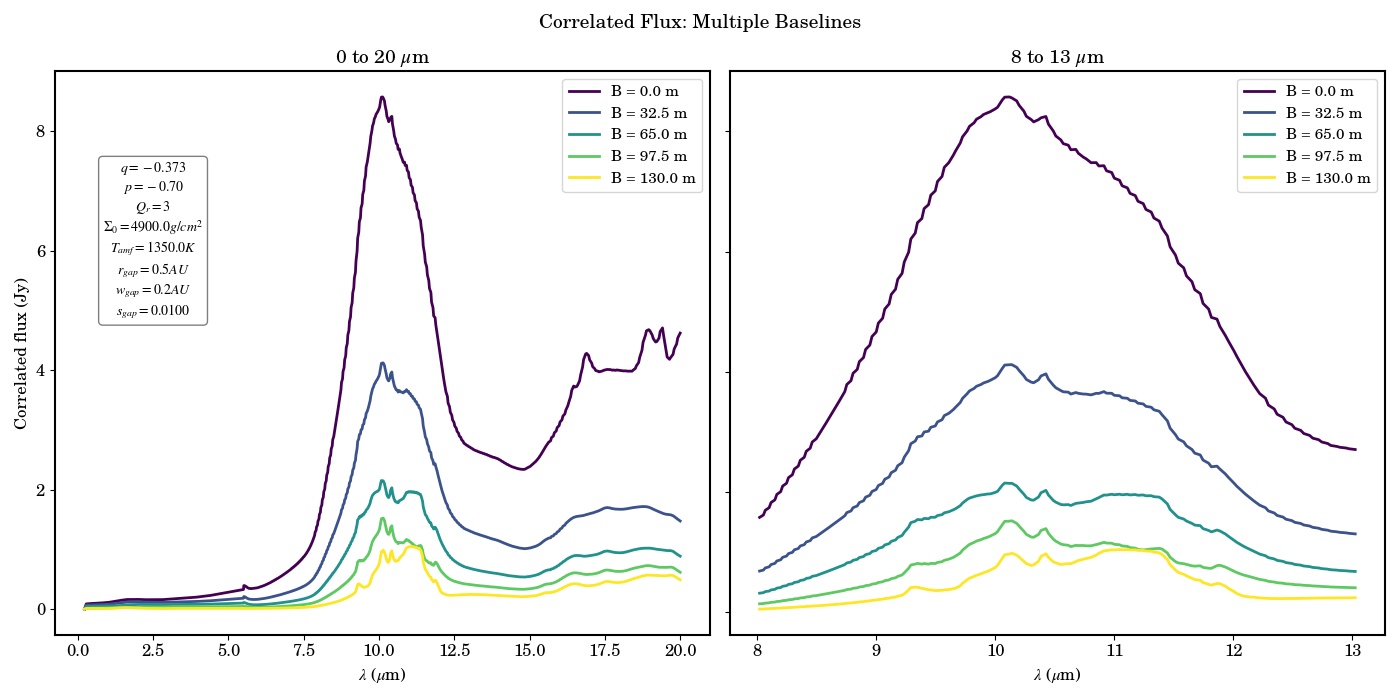 Correlated Flux: Multiple Baselines
0 to 20 μm
8 to 13 μm
B = 0.0 m
B = 32.5 m
B = 65.0 m
B = 97.5 m
B = 130.0 m
B = 0.0 m
B = 32.5 m
B = 65.0 m
B = 97.5 m
B = 130.0 m
q = −0.373
p = −0.70
Q_r = 3
Σ_0 = 4900.0g/cm^2
T_amf = 1350.0K
r_gap = 0.5AU
w_gap = 0.2AU
s_gap = 0.0100
Correlated flux (Jy)
8
6
4
2
0
0.0 2.5 5.0 7.5 10.0 12.5 15.0 17.5 20.0
8 9 10 11 12 13
λ (μm)
λ (μm)